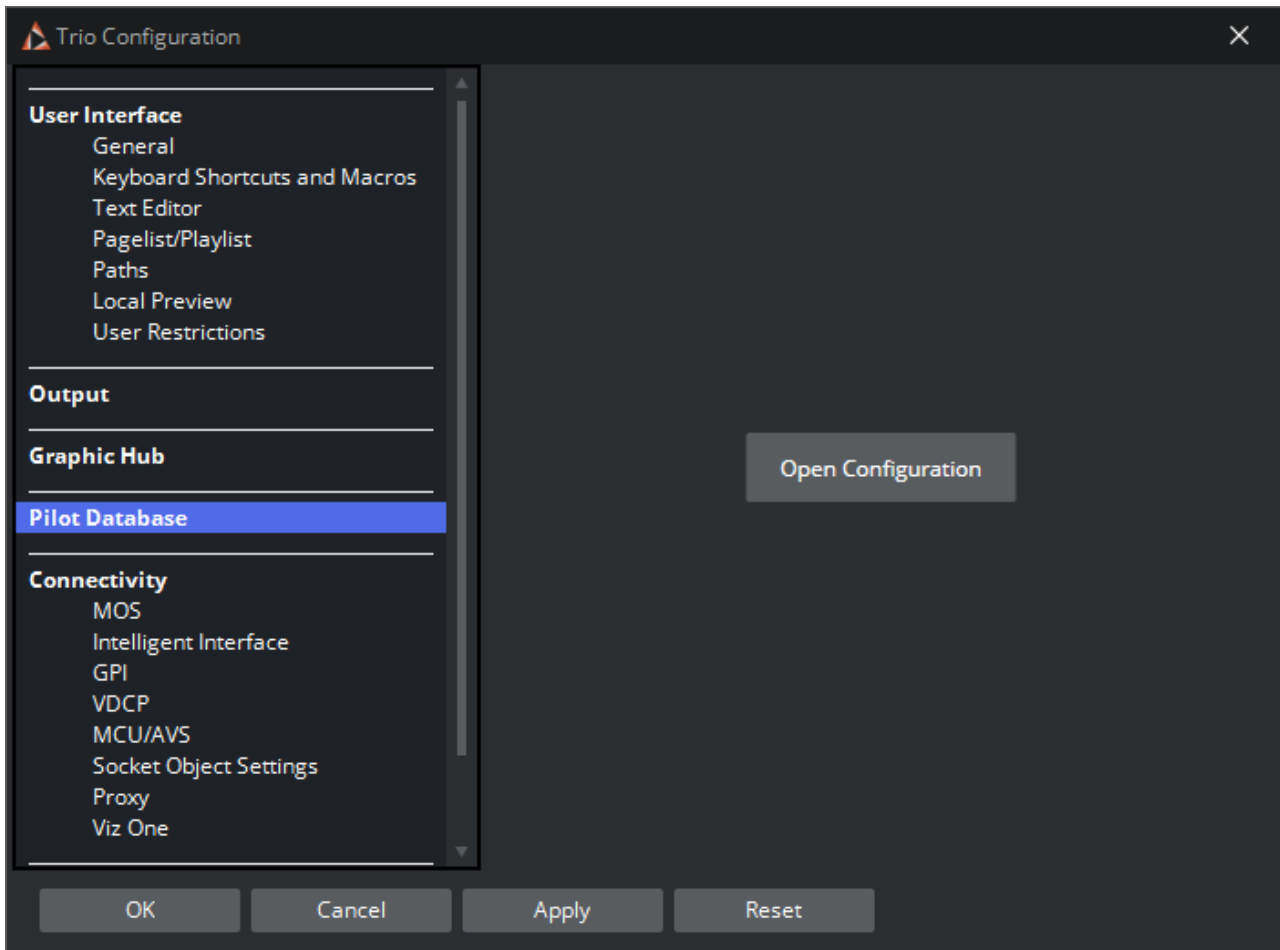 Trio Configuration
User Interface
General
Keyboard Shortcuts and Macros
Text Editor
Pagelist/Playlist
Paths
Local Preview
User Restrictions
Output
Graphic Hub
Pilot Database
Connectivity
MOS
Intelligent Interface
GPI
VDCP
MCU/AVS
Socket Object Settings
Proxy
Viz One
Open Configuration
OK Cancel Apply Reset